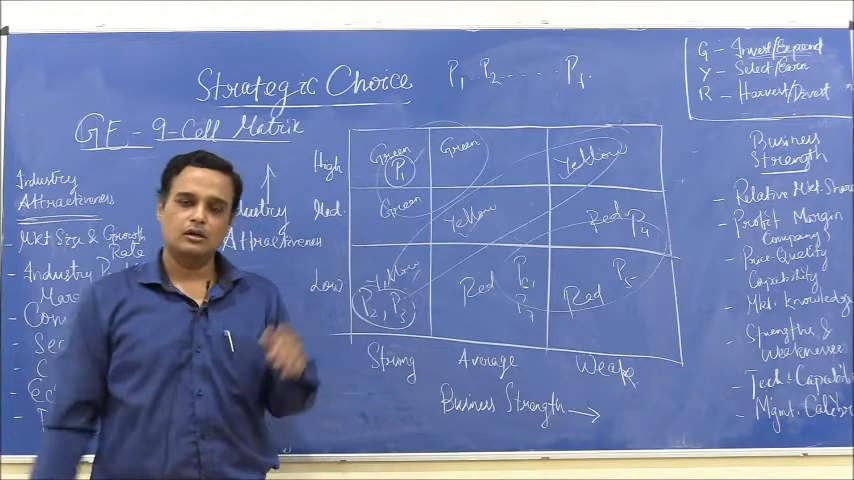 Strategic Choice
P1 P2 ...... P7.
G - Invest/Expand
Y - Select/Earn
R - Harvest/Divest
GE - 9-Cell Matrix
Industry
Attractiveness
- Mkt Size & Growth
Rate
- Industry
Industry
Attractiveness
High
Med.
Low
Green
P1
Green
Yellow
Green
Yellow
Red P4
Yellow
P2, P3
Red
P6,
P7
P5
Red
Strong
Average
Weak
Business Strength
Business
Strength
- Relative Mkt. Share
- Profit Margin
Company's
- Price-Quality
Capability
- Mkt. Knowledge
- Strengths &
Weaknesses
- Tech. Capabili
- Mgmt.